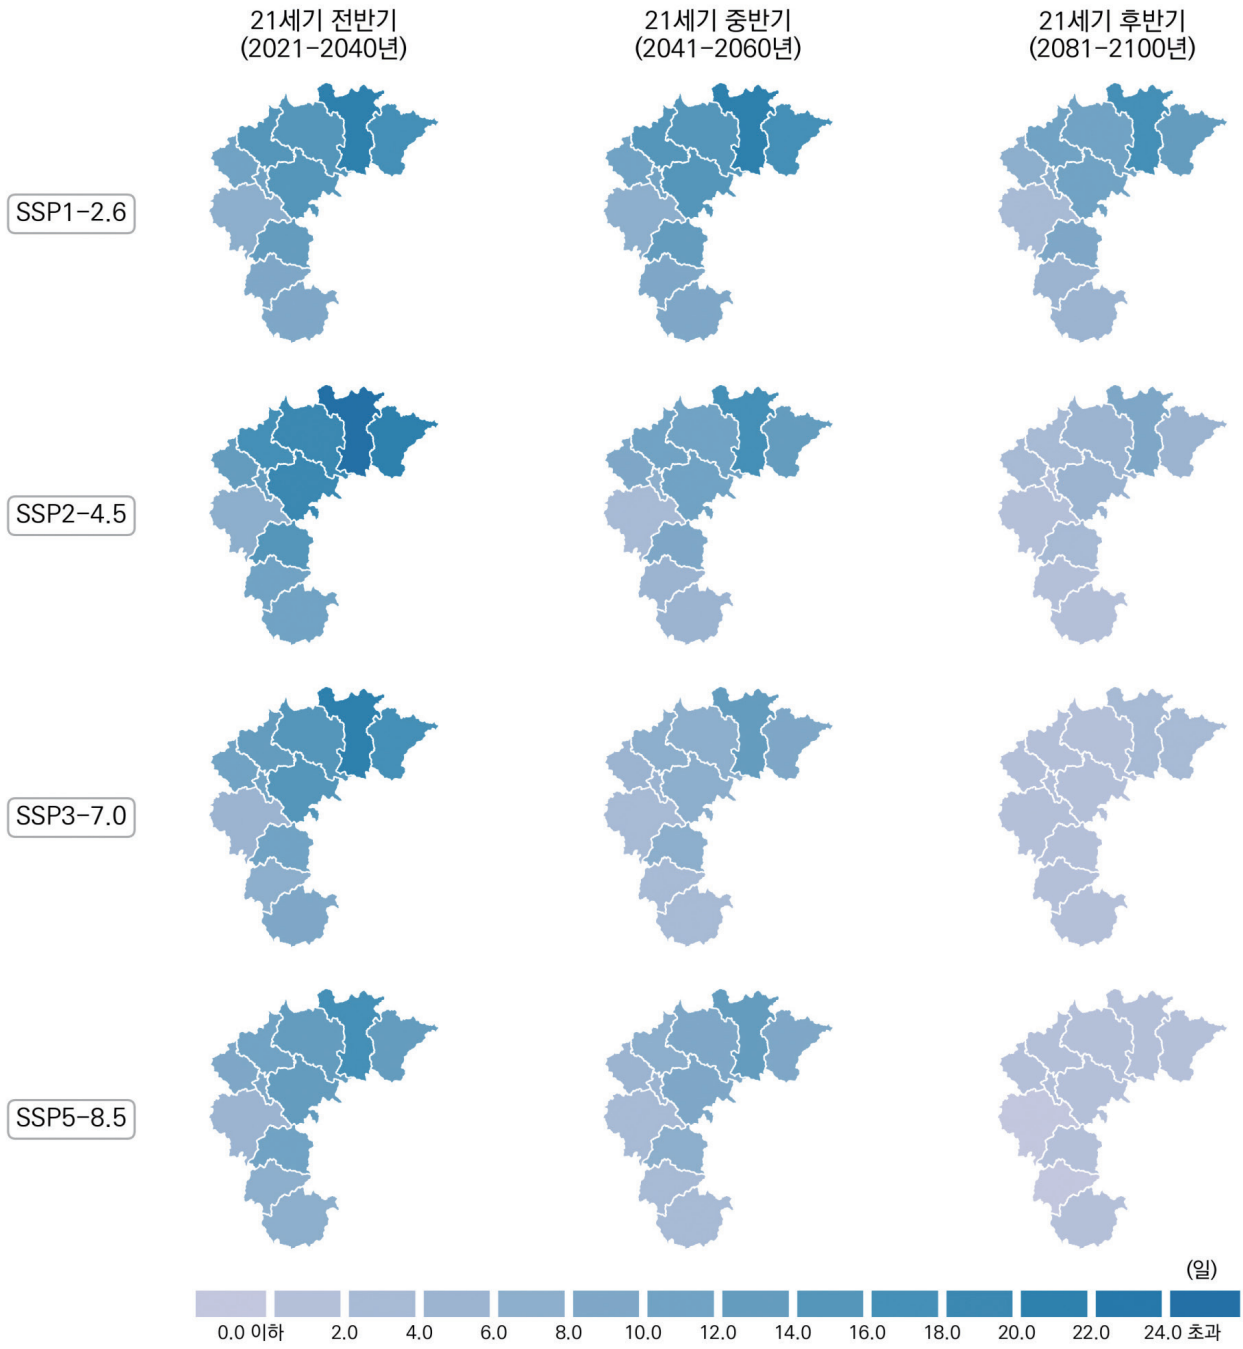 21세기 전반기
(2021-2040년)
21세기 중반기
(2041-2060년)
21세기 후반기
(2081-2100년)
SSP1-2.6
SSP2-4.5
SSP3-7.0
SSP5-8.5
(일)
0.0 이하 2.0 4.0 6.0 8.0 10.0 12.0 14.0 16.0 18.0 20.0 22.0 24.0 초과